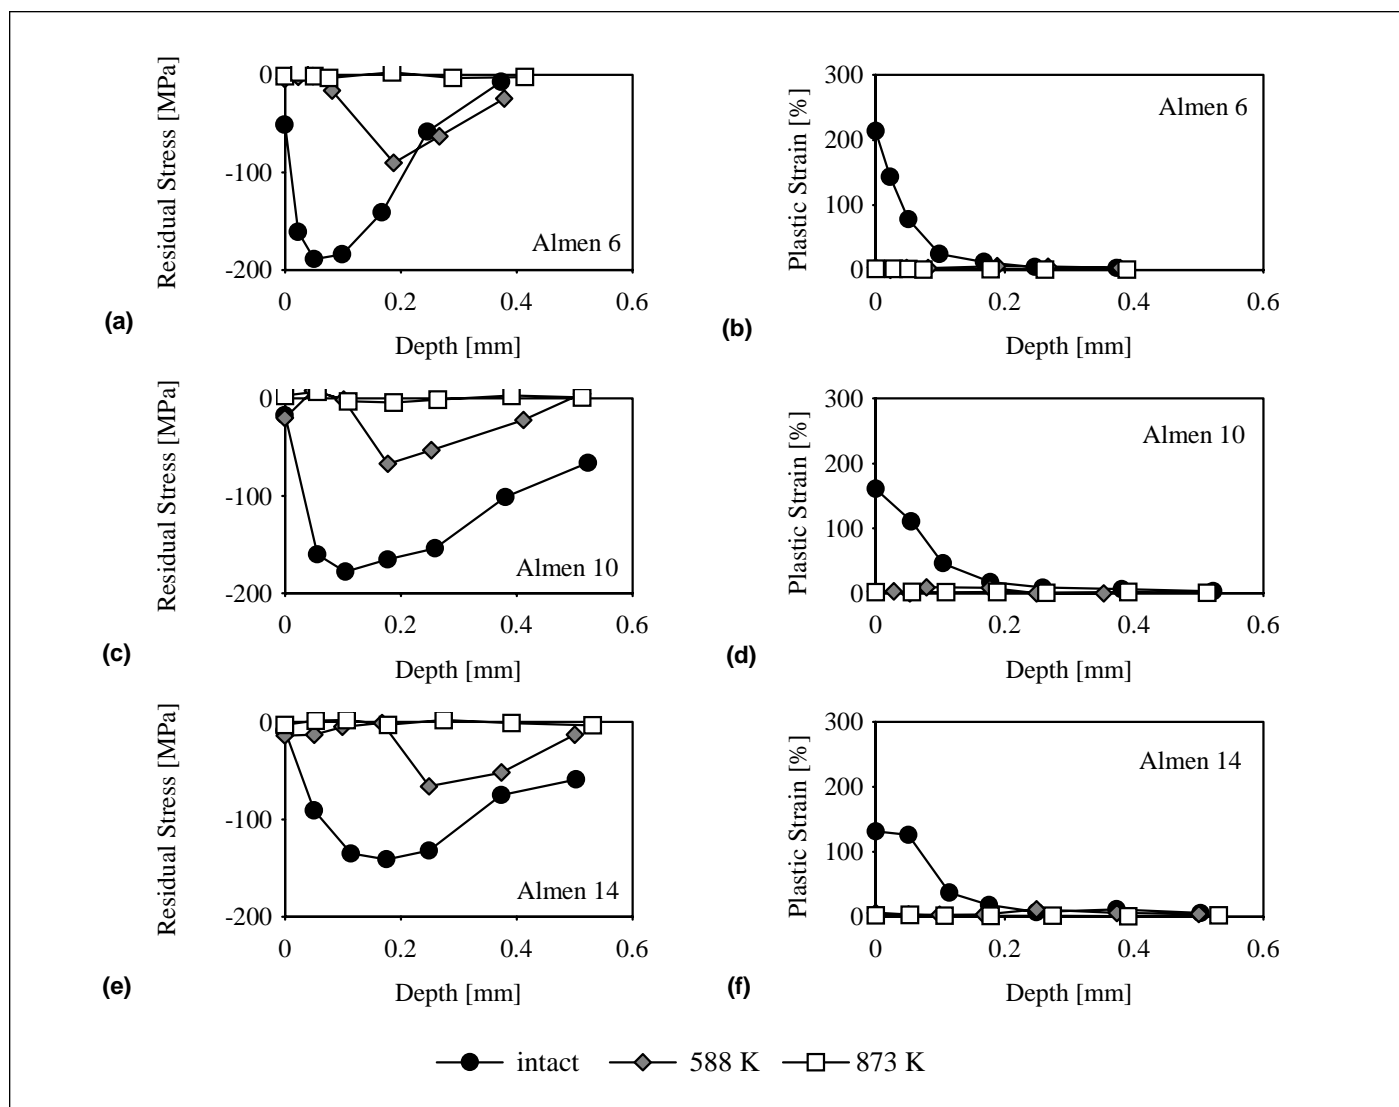 Residual Stress [MPa]
0
-100
-200
0 0.2 0.4 0.6
Almen 6
Depth [mm]
(a)
Plastic Strain [%]
300
200
100
0
0 0.2 0.4 0.6
Almen 6
Depth [mm]
(b)
Residual Stress [MPa]
0
-100
-200
0 0.2 0.4 0.6
Almen 10
Depth [mm]
(c)
Plastic Strain [%]
300
200
100
0
0 0.2 0.4 0.6
Almen 10
Depth [mm]
(d)
Residual Stress [MPa]
0
-100
-200
0 0.2 0.4 0.6
Almen 14
Depth [mm]
(e)
Plastic Strain [%]
300
200
100
0
0 0.2 0.4 0.6
Almen 14
Depth [mm]
(f)
intact 588 K 873 K